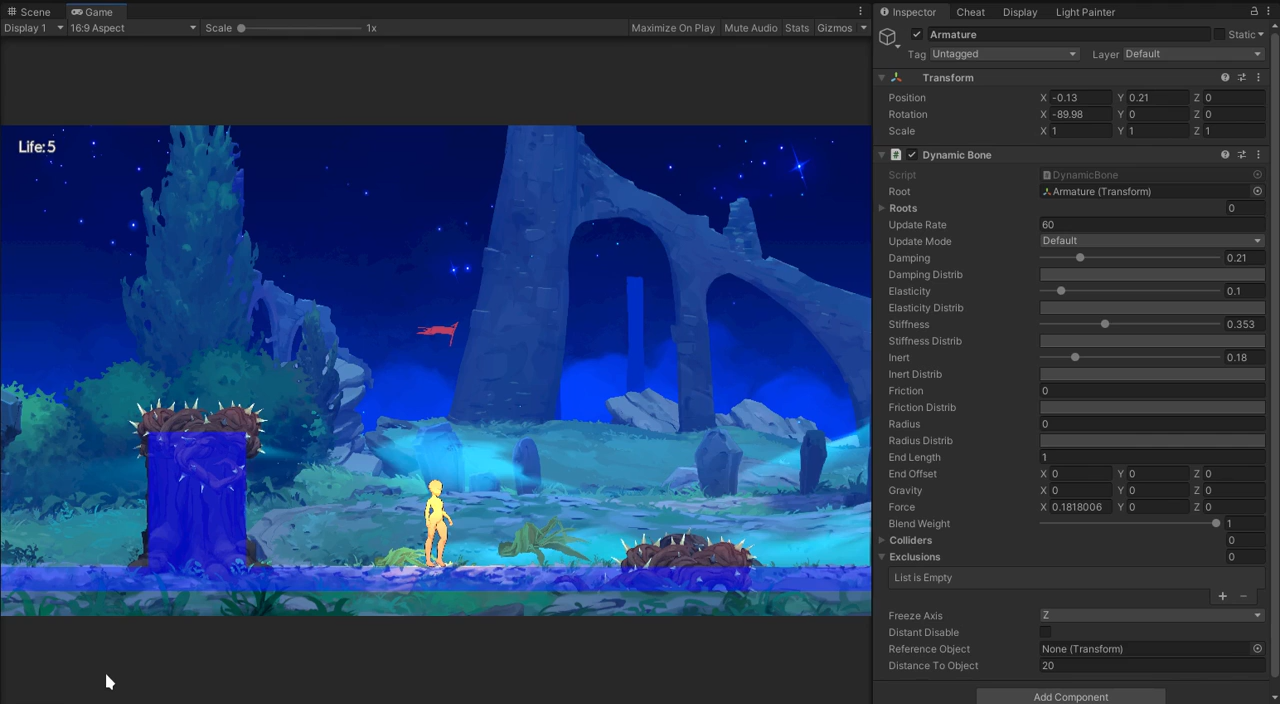 Scene Game
Inspector Cheat Display Light Painter
Display 1 16:9 Aspect Scale 1x Maximize On Play Mute Audio Stats Gizmos
Life:5
Armature Static
Tag Untagged Layer Default
Transform
Position X -0.13 Y 0.21 Z 0
Rotation X -89.98 Y 0 Z 0
Scale X 1 Y 1 Z 1
# Dynamic Bone
Script DynamicBone
Root Armature (Transform)
Roots 0
Update Rate 60
Update Mode Default
Damping 0.21
Damping Distrib
Elasticity 0.1
Elasticity Distrib
Stiffness 0.353
Stiffness Distrib
Inert 0.18
Inert Distrib
Friction 0
Friction Distrib
Radius 0
Radius Distrib
End Length 1
End Offset X 0 Y 0 Z 0
Gravity X 0 Y 0 Z 0
Force X 0.1818006 Y 0 Z 0
Blend Weight 1
Colliders 0
Exclusions 0
List is Empty
+ −
Freeze Axis Z
Distant Disable
Reference Object None (Transform)
Distance To Object 20
Add Component